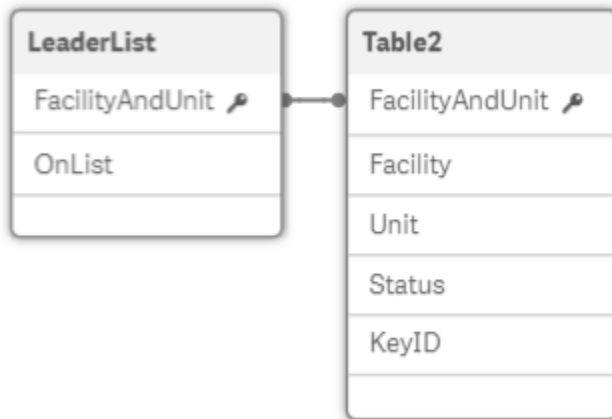 LeaderList
FacilityAndUnit
OnList
Table2
FacilityAndUnit
Facility
Unit
Status
KeyID